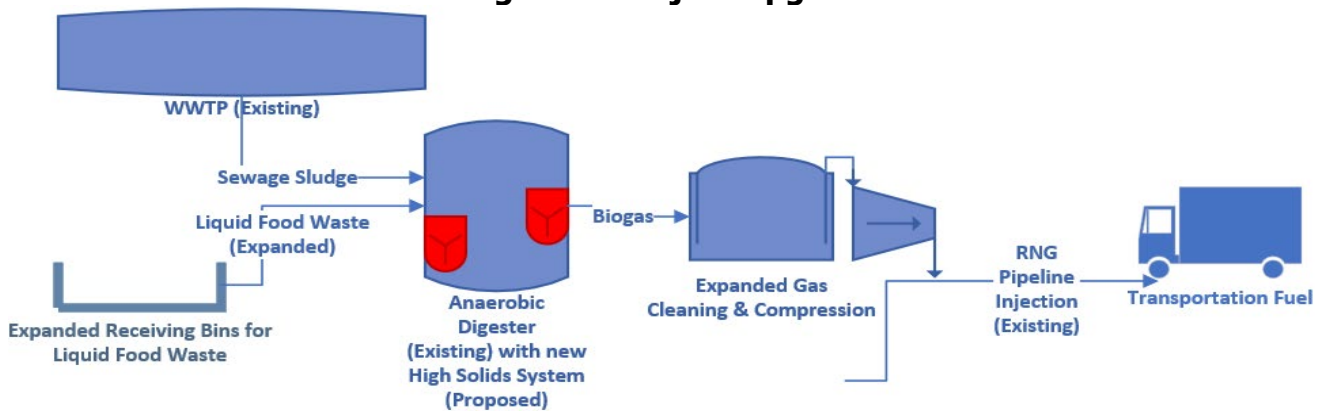 WWTP (Existing)
Sewage Sludge
Liquid Food Waste
(Expanded)
Expanded Receiving Bins for
Liquid Food Waste
Anaerobic
Digester
(Existing) with new
High Solids System
(Proposed)
Biogas
Expanded Gas
Cleaning & Compression
RNG
Pipeline
Injection
(Existing)
Transportation Fuel